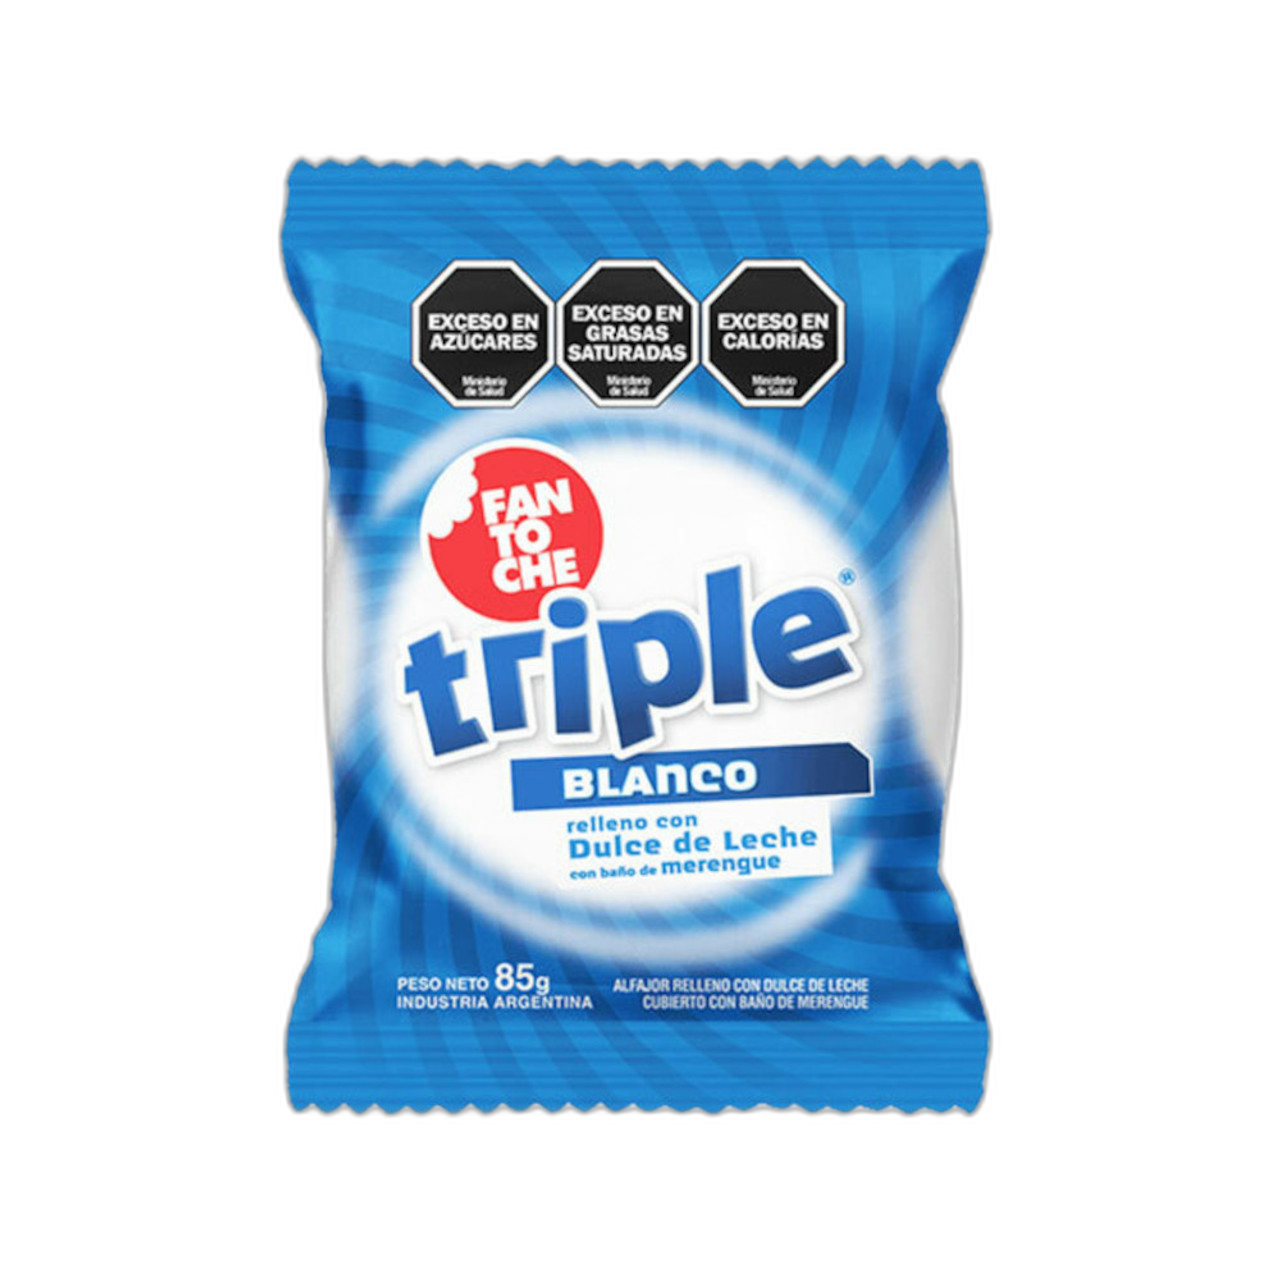 EXCESO EN
AZÚCARES
Ministerio
de Salud
EXCESO EN
GRASAS
SATURADAS
Ministerio
de Salud
EXCESO EN
CALORÍAS
Ministerio
de Salud
FAN
TO
CHE
triple®
BLANCO
relleno con
Dulce de Leche
con baño de merengue
PESO NETO 85g
INDUSTRIA ARGENTINA
ALFAJOR RELLENO CON DULCE DE LECHE
CUBIERTO CON BAÑO DE MERENGUE